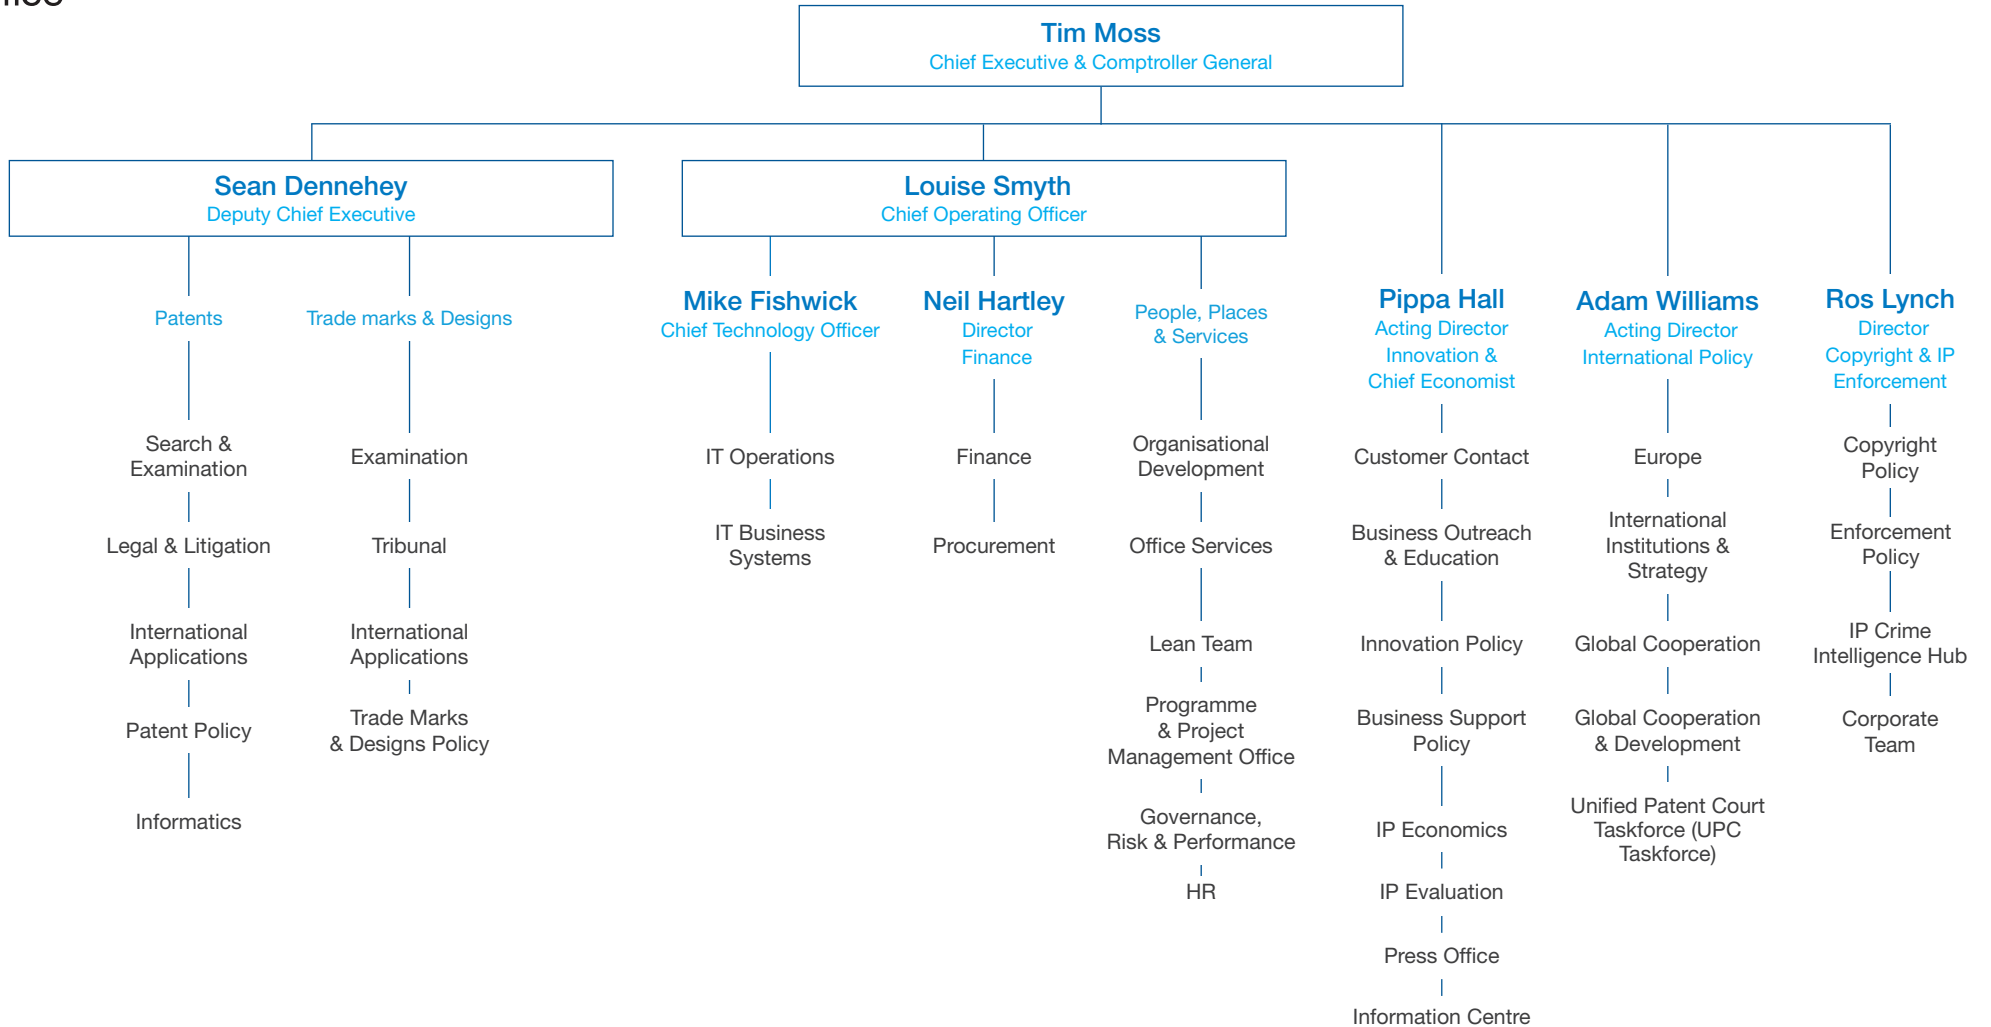 Tim Moss
Chief Executive & Comptroller General
Sean Dennehey
Deputy Chief Executive
Patents
Search &
Examination
Legal & Litigation
International
Applications
Patent Policy
Informatics
Trade marks & Designs
Examination
Tribunal
International
Applications
Trade Marks
& Designs Policy
Louise Smyth
Chief Operating Officer
Mike Fishwick
Chief Technology Officer
IT Operations
IT Business
Systems
Neil Hartley
Director
Finance
Finance
Procurement
People, Places
& Services
Organisational
Development
Office Services
Lean Team
Programme
& Project
Management Office
Governance,
Risk & Performance
HR
Pippa Hall
Acting Director
Innovation &
Chief Economist
Customer Contact
Business Outreach
& Education
Innovation Policy
Business Support
Policy
IP Economics
IP Evaluation
Press Office
Information Centre
Adam Williams
Acting Director
International Policy
Europe
International
Institutions &
Strategy
Global Cooperation
Global Cooperation
& Development
Unified Patent Court
Taskforce (UPC
Taskforce)
Ros Lynch
Director
Copyright & IP
Enforcement
Copyright
Policy
Enforcement
Policy
IP Crime
Intelligence Hub
Corporate
Team